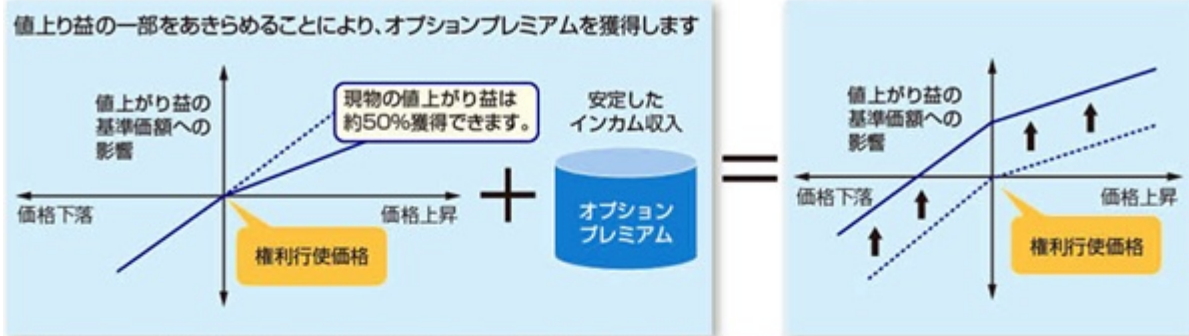 値上り益の一部をあきらめることにより、オプションプレミアムを獲得します
値上がり益の
基準価額への
影響
現物の値上がり益は
約50%獲得できます。
価格下落
価格上昇
権利行使価格
+
安定した
インカム収入
オプション
プレミアム
=
値上がり益の
基準価額への
影響
価格下落
価格上昇
権利行使価格